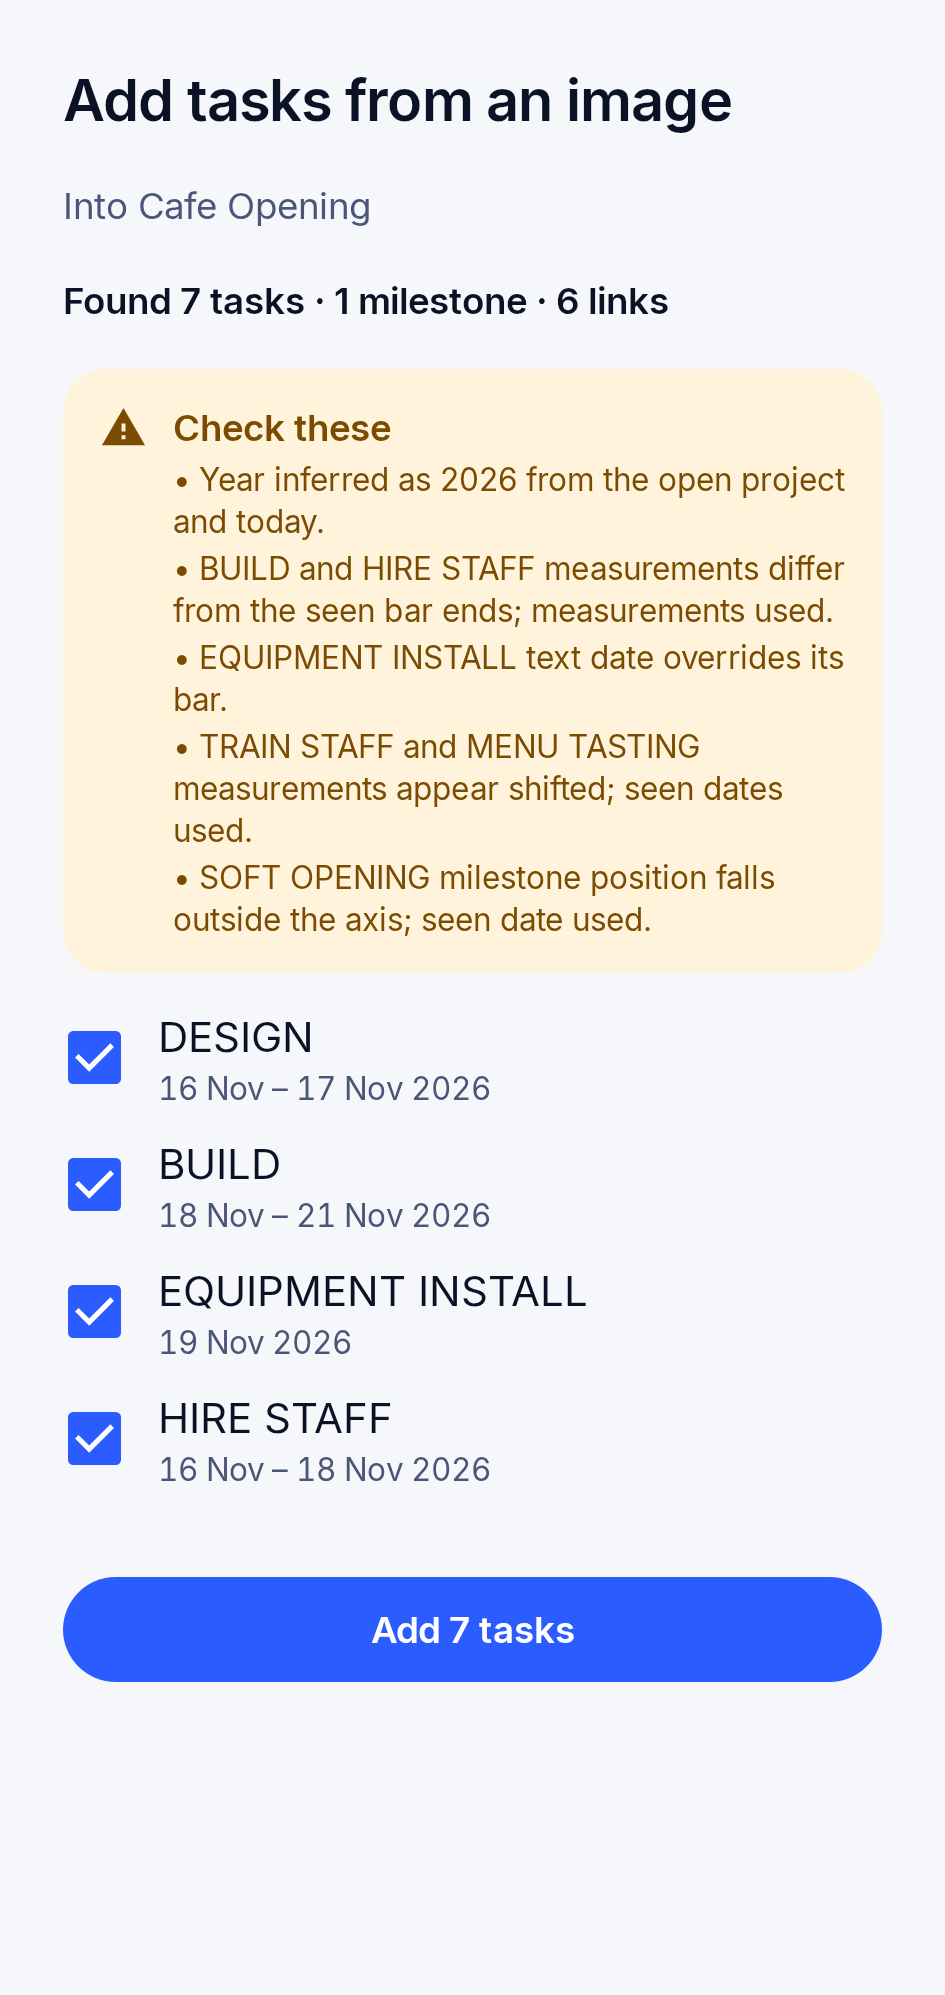 Add tasks from an image
Into Cafe Opening
Found 7 tasks · 1 milestone · 6 links
Check these
• Year inferred as 2026 from the open project
and today.
• BUILD and HIRE STAFF measurements differ
from the seen bar ends; measurements used.
• EQUIPMENT INSTALL text date overrides its
bar.
• TRAIN STAFF and MENU TASTING
measurements appear shifted; seen dates
used.
• SOFT OPENING milestone position falls
outside the axis; seen date used.
DESIGN
16 Nov – 17 Nov 2026
BUILD
18 Nov – 21 Nov 2026
EQUIPMENT INSTALL
19 Nov 2026
HIRE STAFF
16 Nov – 18 Nov 2026
Add 7 tasks